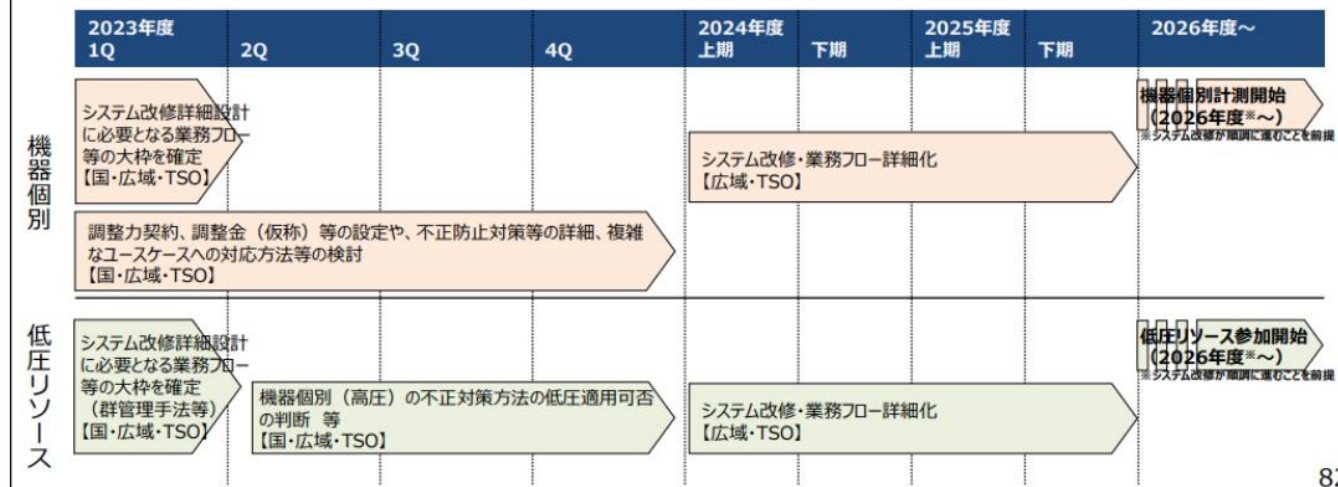 2023年度
1Q
2Q
3Q
4Q
2024年度
上期
下期
2025年度
上期
下期
2026年度～
機器個別
システム改修詳細設計
に必要となる業務フロー
等の大枠を確定
【国・広域・TSO】
調整力契約、調整金（仮称）等の設定や、不正防止対策等の詳細、複雑
なユースケースへの対応方法等の検討
【国・広域・TSO】
システム改修・業務フロー詳細化
【広域・TSO】
機器個別計測開始
（2026年度※～）
※システム改修が順調に進むことを前提
低圧リソース
システム改修詳細設計
に必要となる業務フロー
等の大枠を確定
（群管理手法等）
【国・広域・TSO】
機器個別（高圧）の不正対策方法の低圧適用可否
の判断 等
【国・広域・TSO】
システム改修・業務フロー詳細化
【広域・TSO】
低圧リソース参加開始
（2026年度※～）
※システム改修が順調に進むことを前提
82